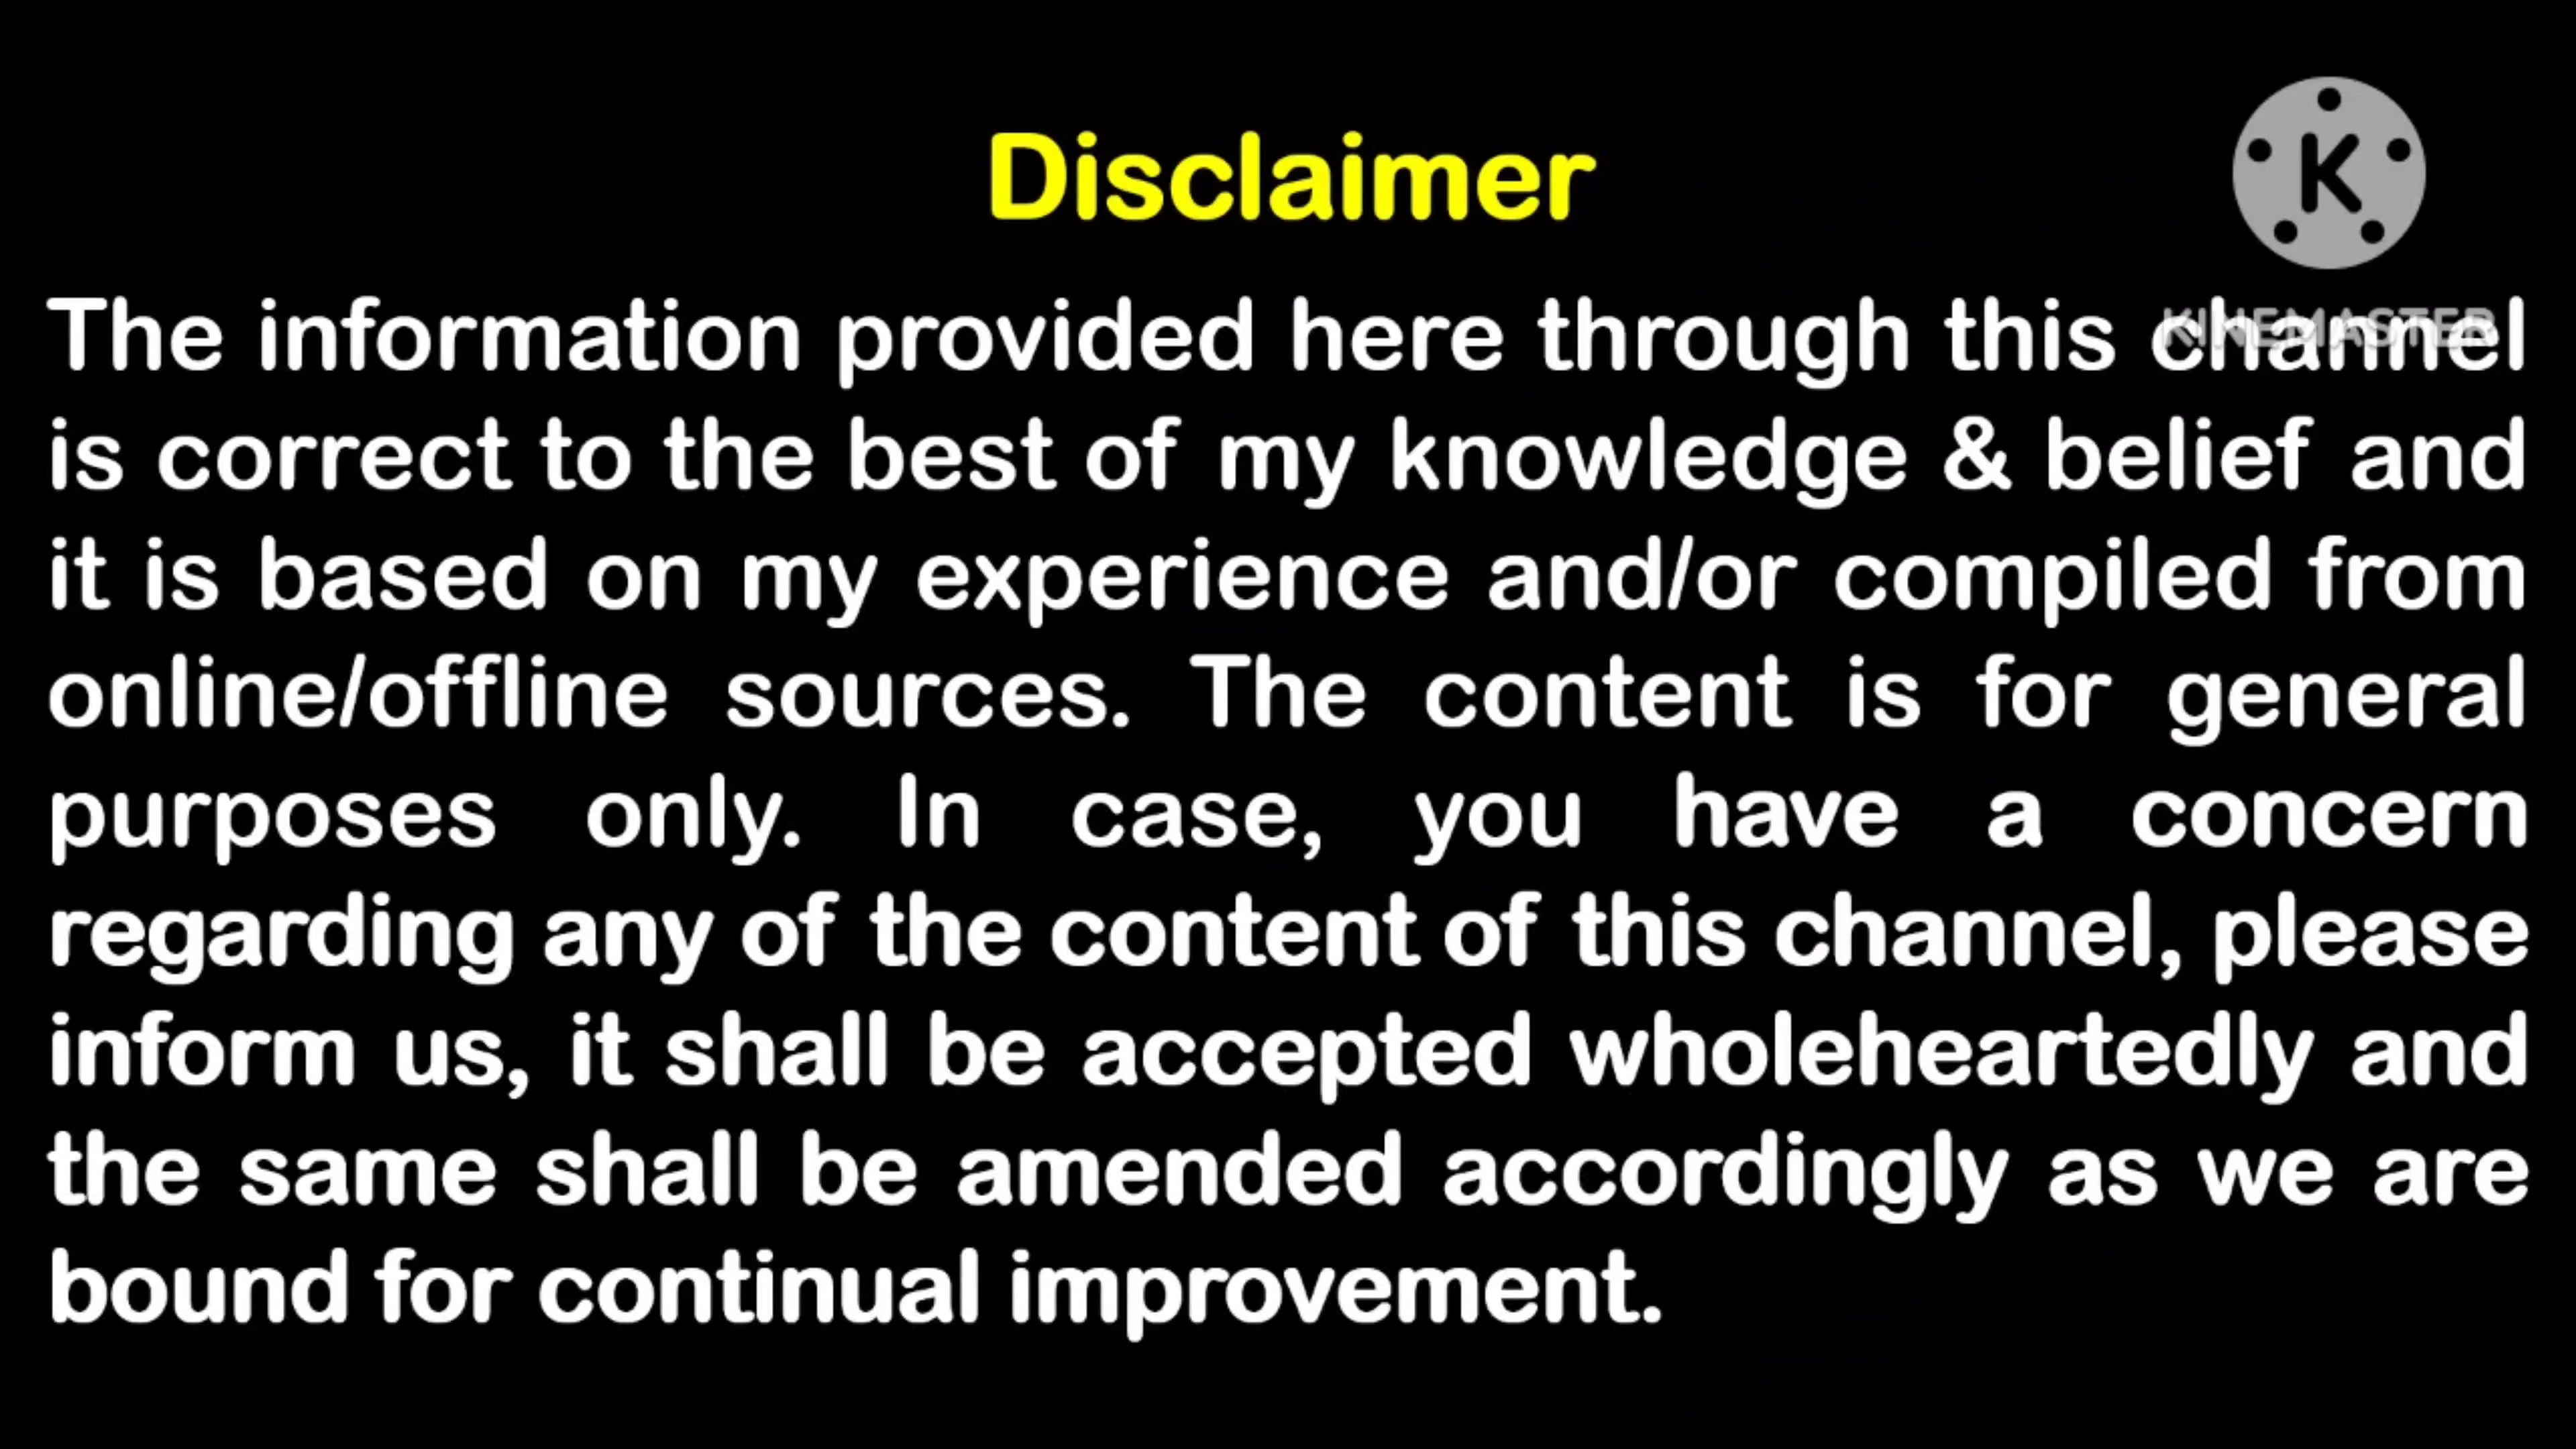 Disclaimer
K
KINEMASTER
The information provided here through this channel
is correct to the best of my knowledge & belief and
it is based on my experience and/or compiled from
online/offline sources. The content is for general
purposes only. In case, you have a concern
regarding any of the content of this channel, please
inform us, it shall be accepted wholeheartedly and
the same shall be amended accordingly as we are
bound for continual improvement.